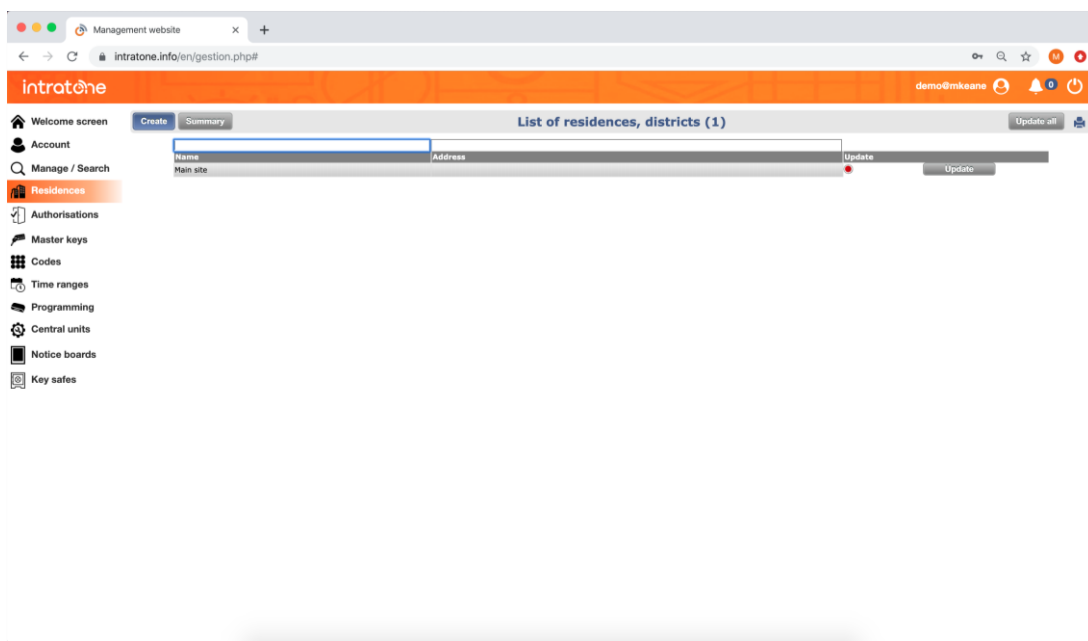 Management website
intratone.info/en/gestion.php#
M
intratone
demo@mkeane
0
Welcome screen
Create
Summary
List of residences, districts (1)
Update all
Account
Name
Address
Update
Manage / Search
Main site
Update
Residences
Authorisations
Master keys
Codes
Time ranges
Programming
Central units
Notice boards
Key safes